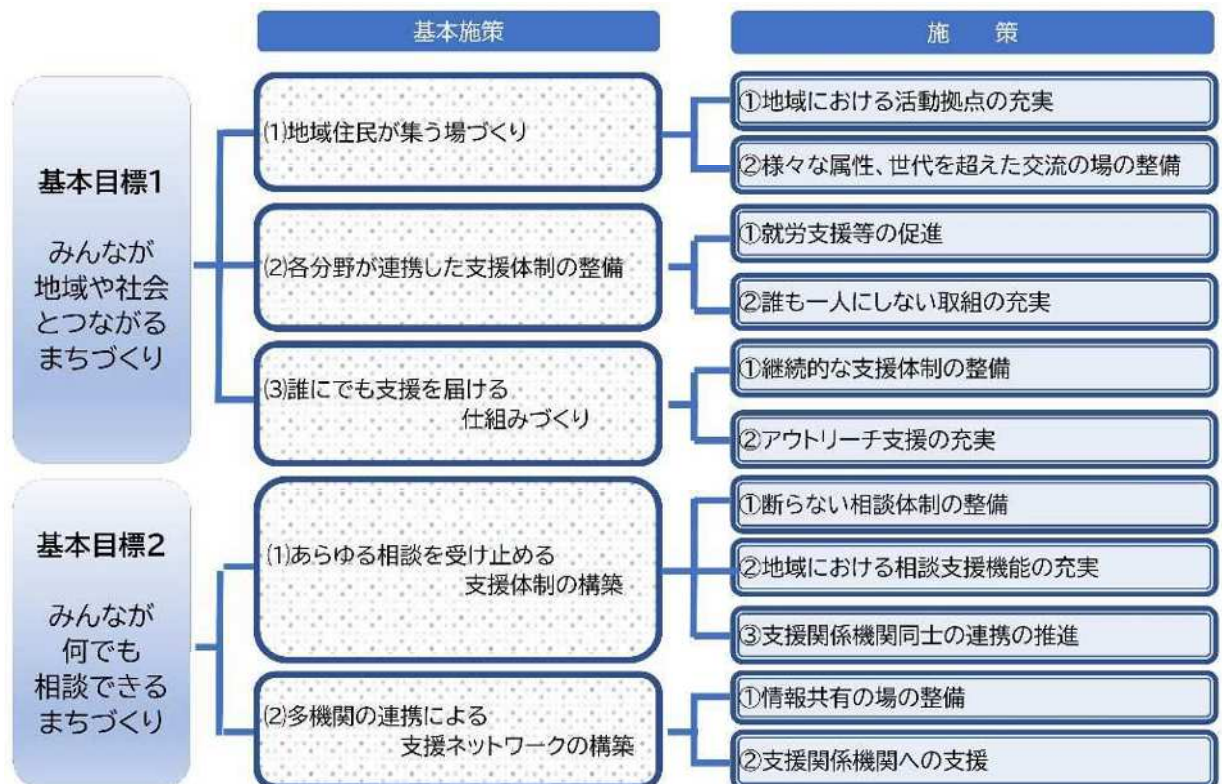 基本施策
施　策
基本目標1
みんなが
地域や社会
とつながる
まちづくり
⑴地域住民が集う場づくり
①地域における活動拠点の充実
②様々な属性、世代を超えた交流の場の整備
⑵各分野が連携した支援体制の整備
①就労支援等の促進
②誰も一人にしない取組の充実
⑶誰にでも支援を届ける
仕組みづくり
①継続的な支援体制の整備
②アウトリーチ支援の充実
基本目標2
みんなが
何でも
相談できる
まちづくり
⑴あらゆる相談を受け止める
支援体制の構築
①断らない相談体制の整備
②地域における相談支援機能の充実
③支援関係機関同士の連携の推進
⑵多機関の連携による
支援ネットワークの構築
①情報共有の場の整備
②支援関係機関への支援